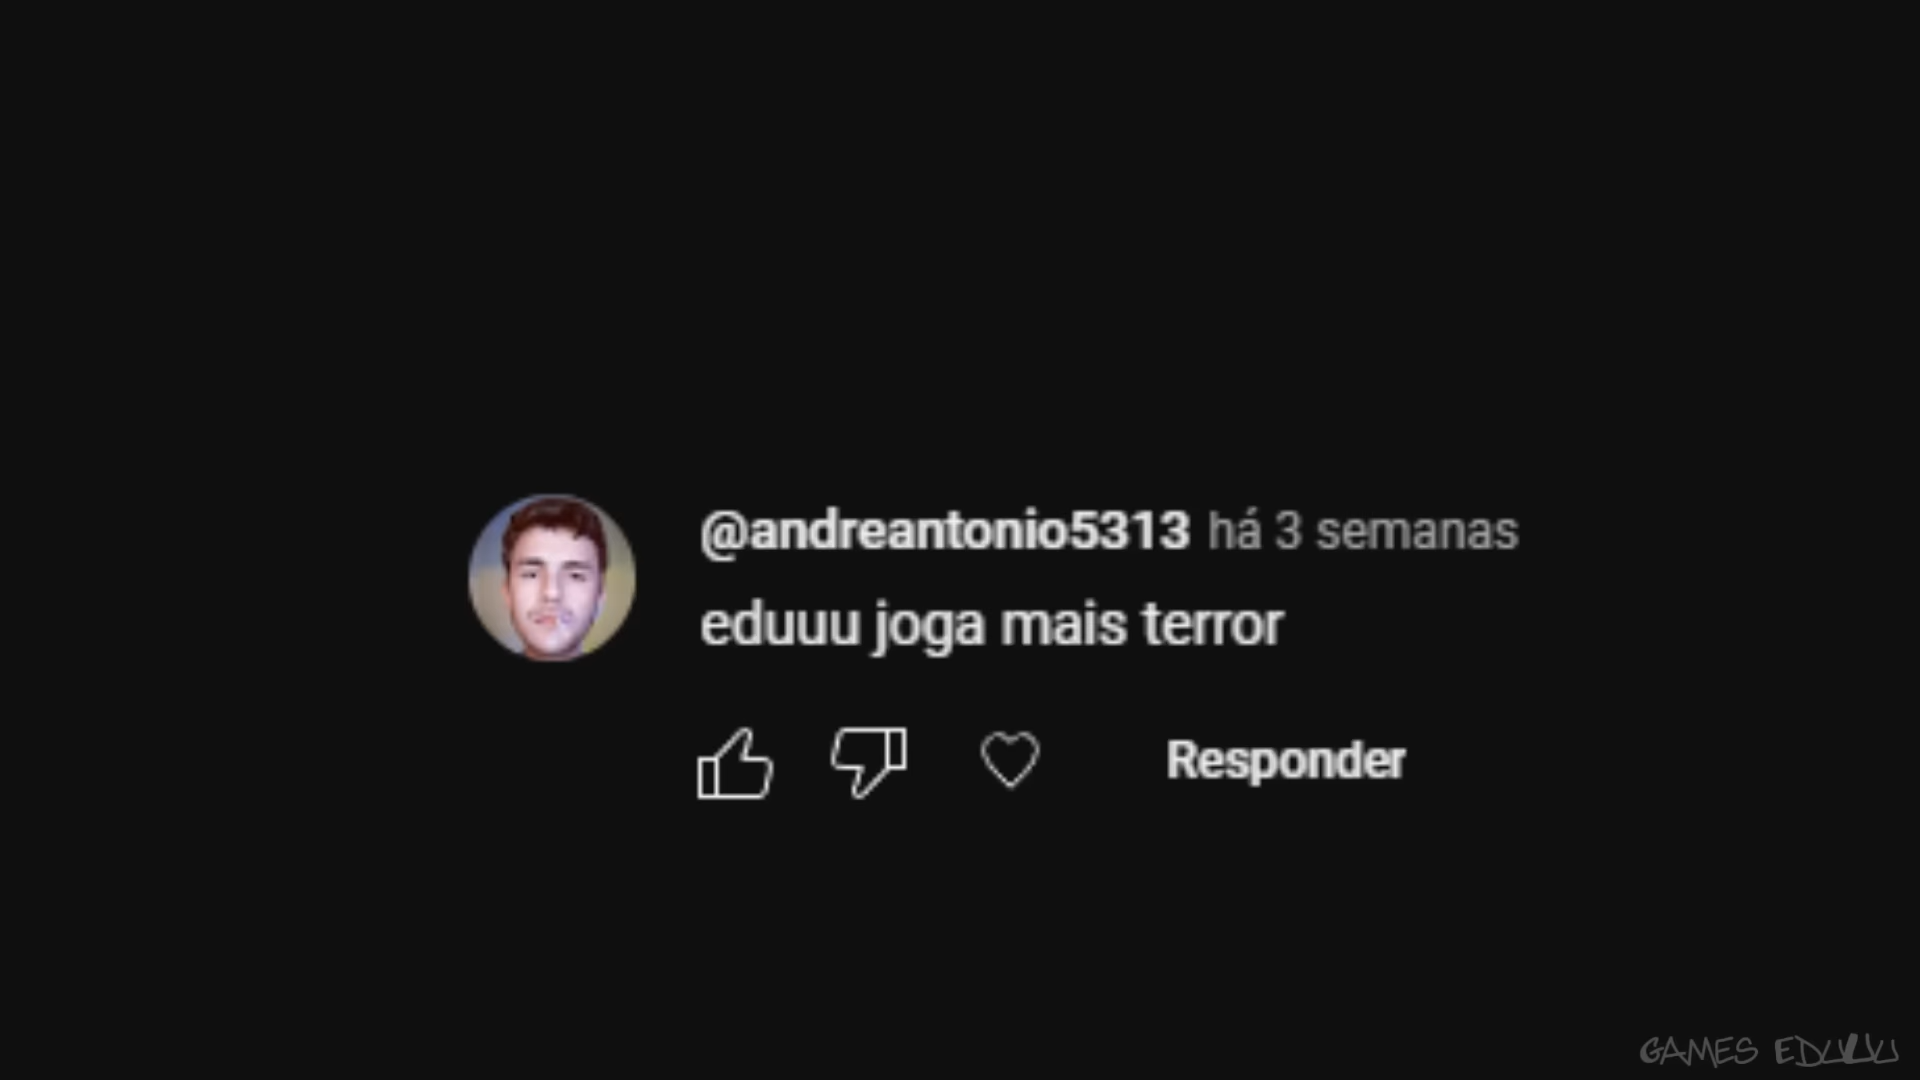 @andreantonio5313 há 3 semanas
eduuu joga mais terror
Responder
GAMES EDUUU